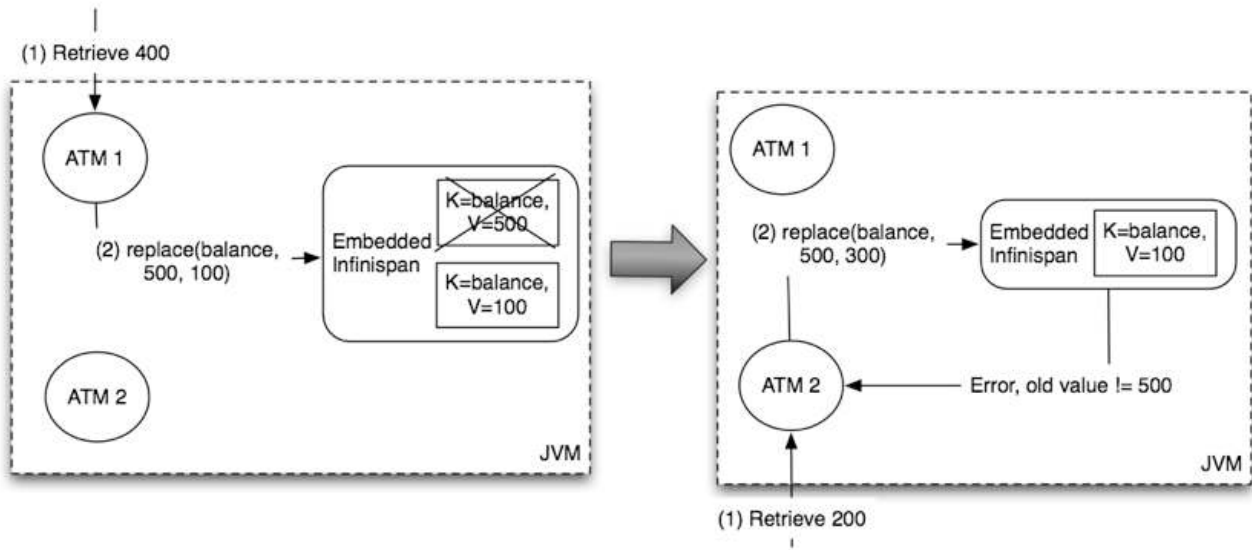 (1) Retrieve 400
ATM 1
(2) replace(balance,
500, 100)
Embedded
Infinispan
K=balance,
V=500
K=balance,
V=100
ATM 2
JVM
ATM 1
(2) replace(balance,
500, 300)
Embedded
Infinispan
K=balance,
V=100
ATM 2
Error, old value != 500
JVM
(1) Retrieve 200